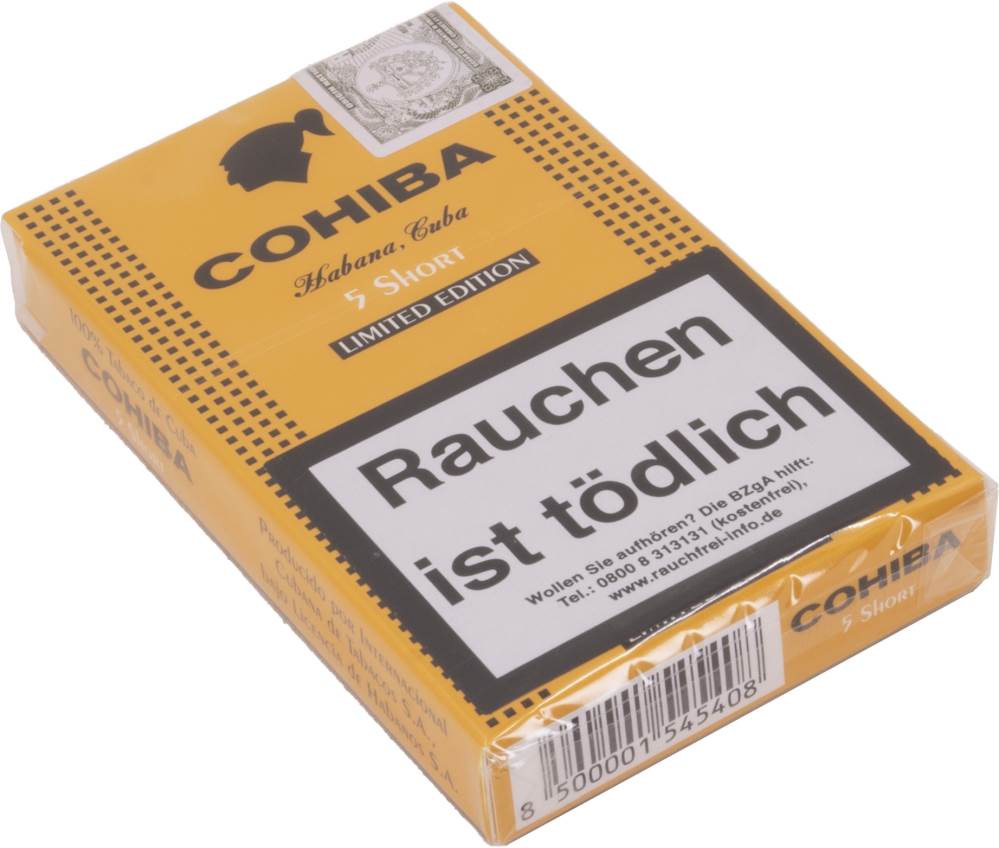 COHIBA
Habana, Cuba
5 SHORT
LIMITED EDITION
Rauchen
ist tödlich
Wollen Sie aufhören? Die BZgA hilft:
Tel.: 0800 8 313131 (kostenfrei),
www.rauchfrei-info.de
100% Tabaco de Cuba
COHIBA
5 SHORT
Producido por Internacional
Cubana de Tabacos S.A.,
bajo licencia de Habanos S.A.
COHIBA
5 SHORT
8 500001 545408